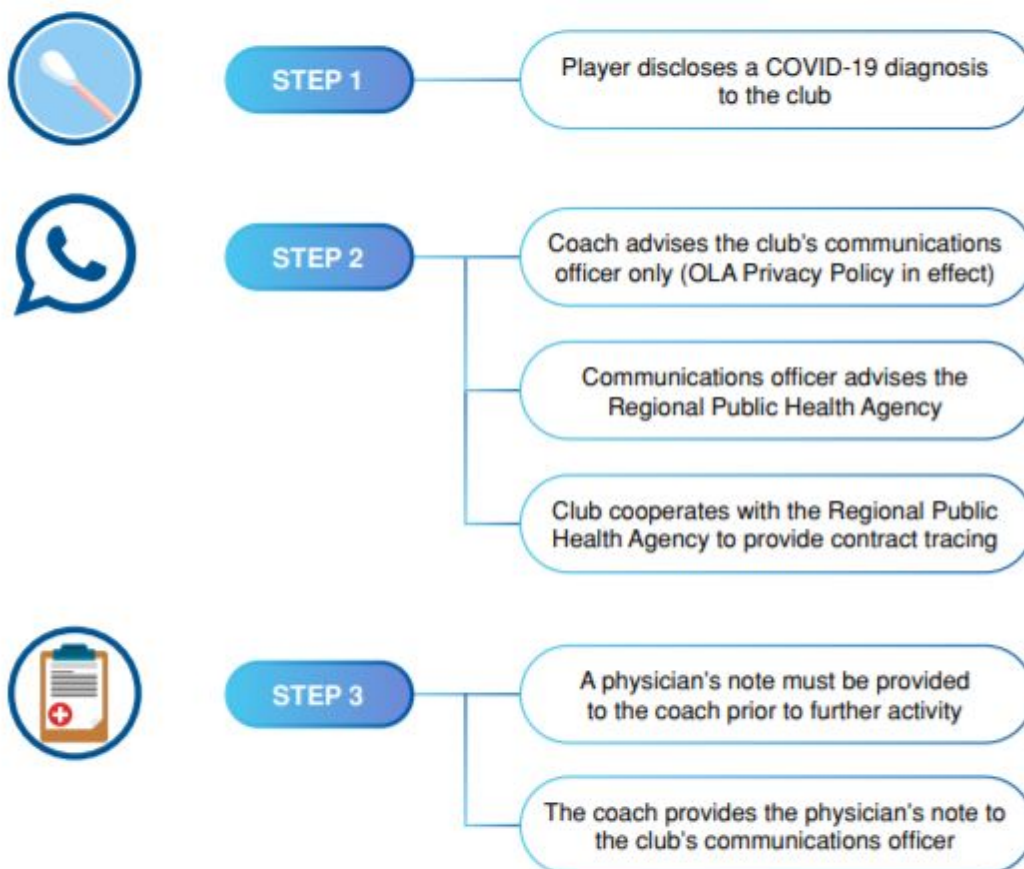 STEP 1
Player discloses a COVID-19 diagnosis
to the club
STEP 2
Coach advises the club's communications
officer only (OLA Privacy Policy in effect)
Communications officer advises the
Regional Public Health Agency
Club cooperates with the Regional Public
Health Agency to provide contract tracing
STEP 3
A physician's note must be provided
to the coach prior to further activity
The coach provides the physician's note to
the club's communications officer